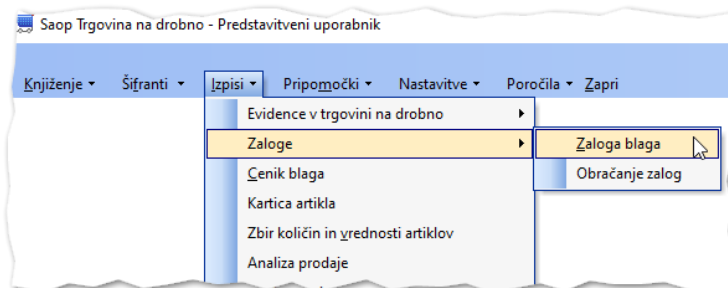 Saop Trgovina na drobno - Predstavitveni uporabnik
Knjiženje Šifranti Izpisi Pripomočki Nastavitve Poročila Zapri
Evidence v trgovini na drobno
Zaloge
Zaloga blaga
Cenik blaga
Obračanje zalog
Kartica artikla
Zbir količin in vrednosti artiklov
Analiza prodaje